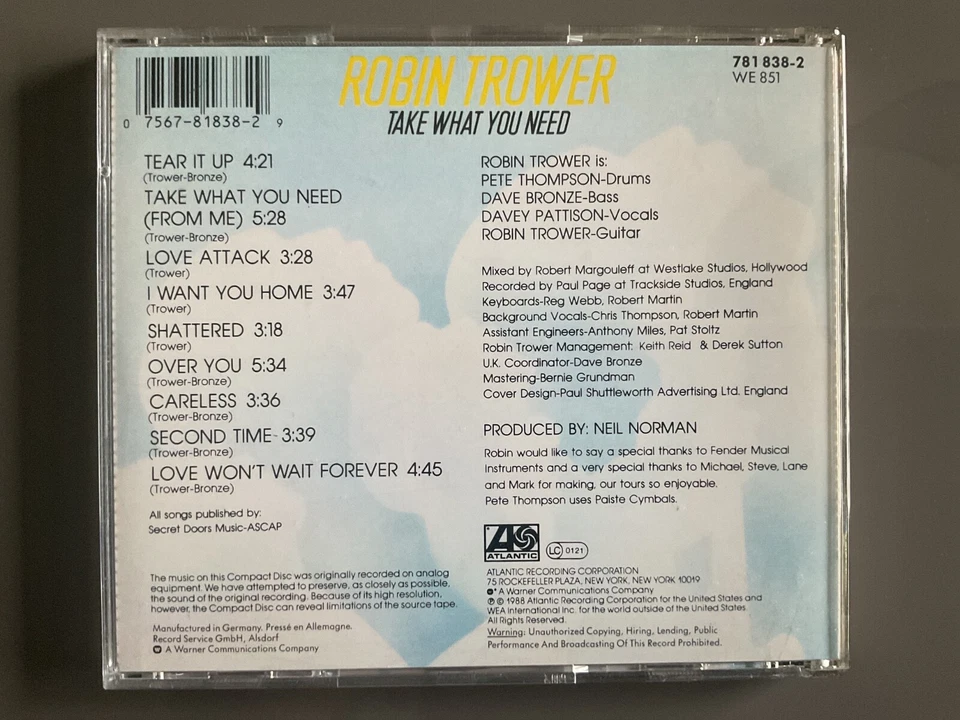 ROBIN TROWER
TAKE WHAT YOU NEED
781 838-2
WE 851
0 7567-81838-2 9
TEAR IT UP 4:21
(Trower-Bronze)
TAKE WHAT YOU NEED
(FROM ME) 5:28
(Trower-Bronze)
LOVE ATTACK 3:28
(Trower)
I WANT YOU HOME 3:47
(Trower)
SHATTERED 3:18
(Trower)
OVER YOU 5:34
(Trower-Bronze)
CARELESS 3:36
(Trower-Bronze)
SECOND TIME- 3:39
(Trower-Bronze)
LOVE WON'T WAIT FOREVER 4:45
(Trower-Bronze)
All songs published by:
Secret Doors Music-ASCAP
The music on this Compact Disc was originally recorded on analog
equipment. We have attempted to preserve, as closely as possible,
the sound of the original recording. Because of its high resolution,
however, the Compact Disc can reveal limitations of the source tape.
Manufactured in Germany. Pressé en Allemagne.
Record Service GmbH, Alsdorf
A Warner Communications Company
ROBIN TROWER is:
PETE THOMPSON-Drums
DAVE BRONZE-Bass
DAVEY PATTISON-Vocals
ROBIN TROWER-Guitar
Mixed by Robert Margouleff at Westlake Studios, Hollywood
Recorded by Paul Page at Trackside Studios, England
Keyboards-Reg Webb, Robert Martin
Background Vocals-Chris Thompson, Robert Martin
Assistant Engineers-Anthony Miles, Pat Stoltz
Robin Trower Management: Keith Reid & Derek Sutton
U.K. Coordinator-Dave Bronze
Mastering-Bernie Grundman
Cover Design-Paul Shuttleworth Advertising Ltd. England
PRODUCED BY: NEIL NORMAN
Robin would like to say a special thanks to Fender Musical
Instruments and a very special thanks to Michael, Steve, Lane
and Mark for making, our tours so enjoyable.
Pete Thompson uses Paiste Cymbals.
ATLANTIC
LC 0121
ATLANTIC RECORDING CORPORATION
75 ROCKEFELLER PLAZA, NEW YORK, NEW YORK 10019
A Warner Communications Company
℗ © 1988 Atlantic Recording Corporation for the United States and
WEA International Inc. for the world outside of the United States.
All Rights Reserved.
Warning: Unauthorized Copying, Hiring, Lending, Public
Performance And Broadcasting Of This Record Prohibited.